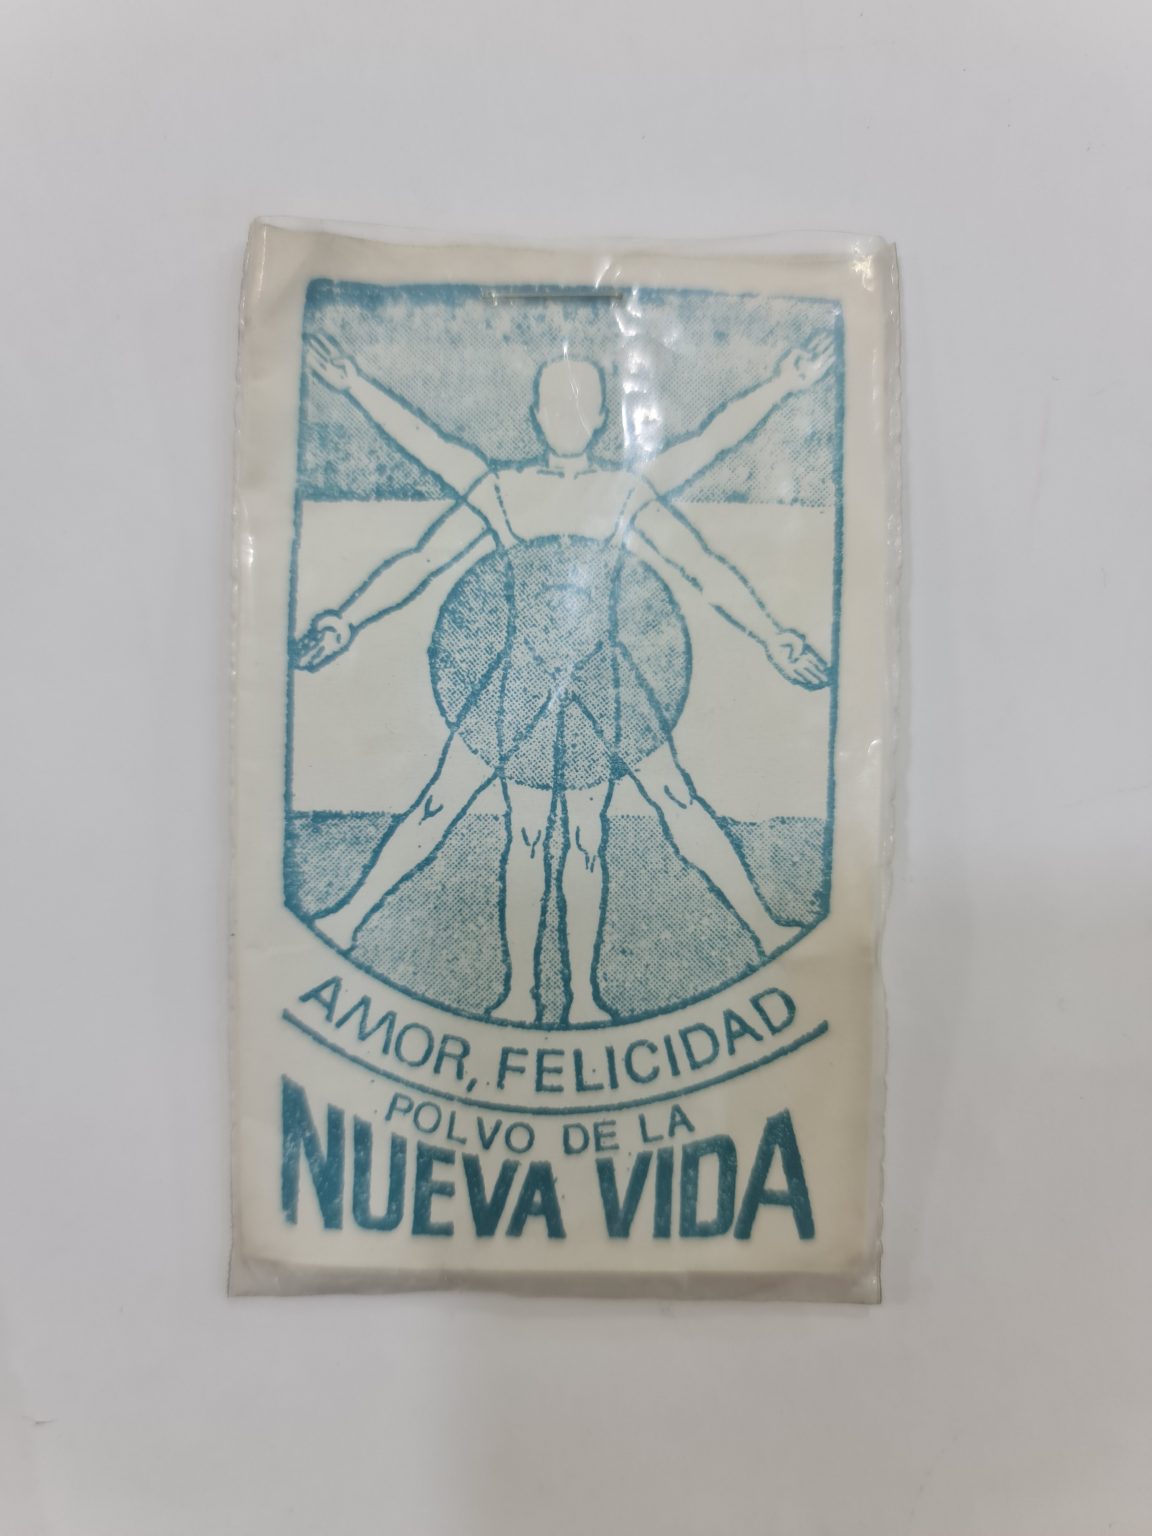 AMOR, FELICIDAD
POLVO DE LA
NUEVA VIDA